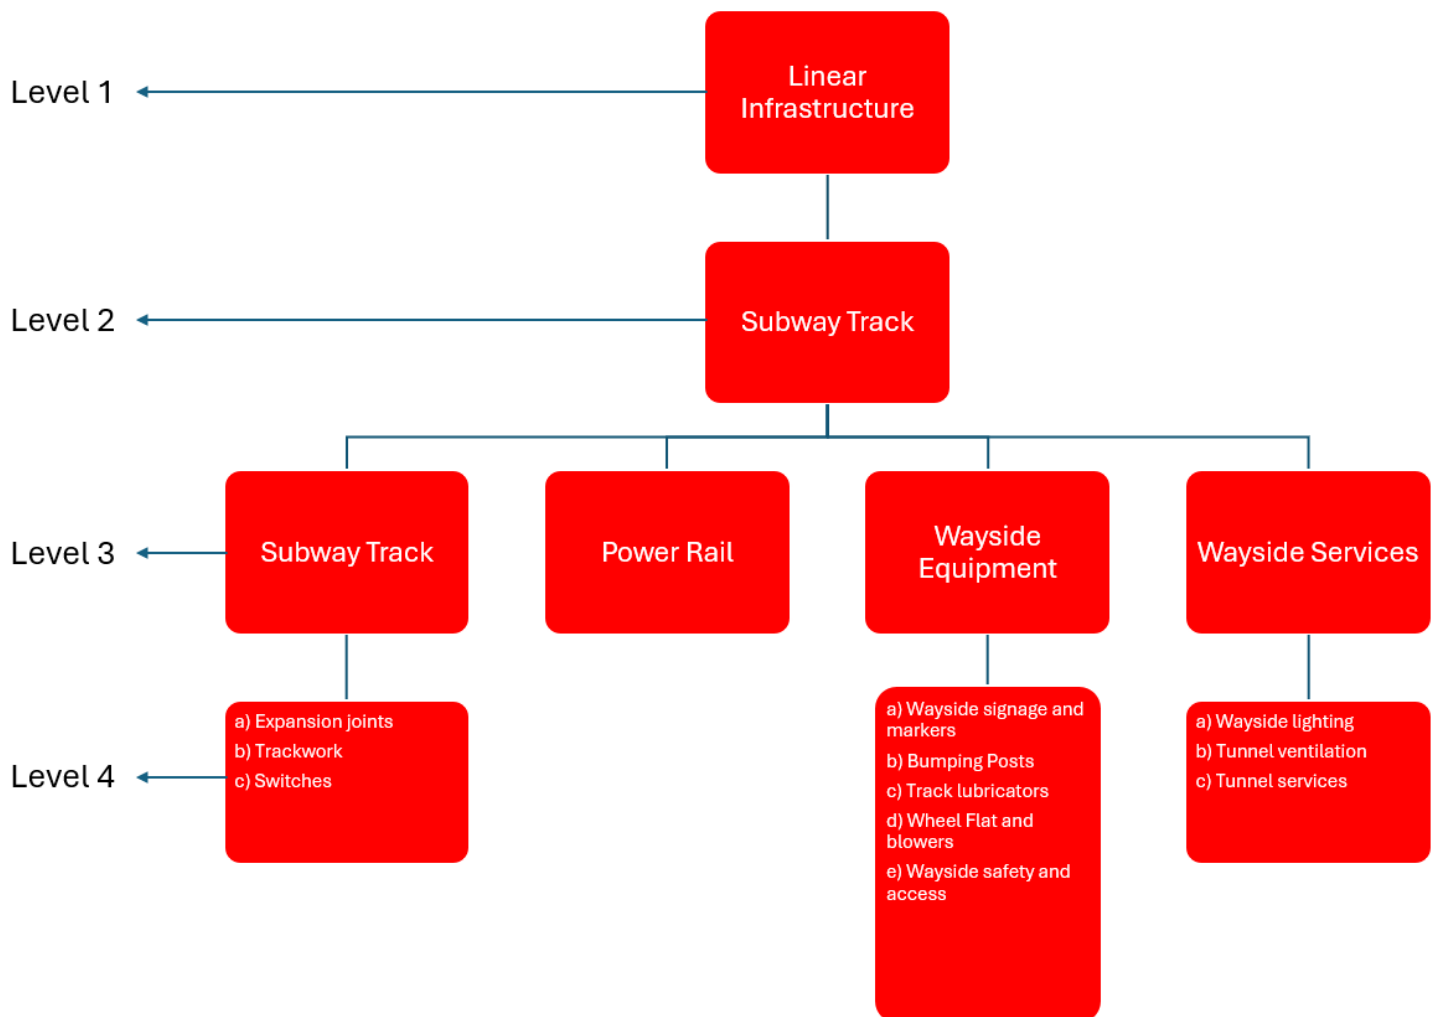 Level 1
Linear
Infrastructure
Level 2
Subway Track
Level 3
Subway Track
Power Rail
Wayside
Equipment
Wayside Services
Level 4
a) Expansion joints
b) Trackwork
c) Switches
a) Wayside signage and
markers
b) Bumping Posts
c) Track lubricators
d) Wheel Flat and
blowers
e) Wayside safety and
access
a) Wayside lighting
b) Tunnel ventilation
c) Tunnel services